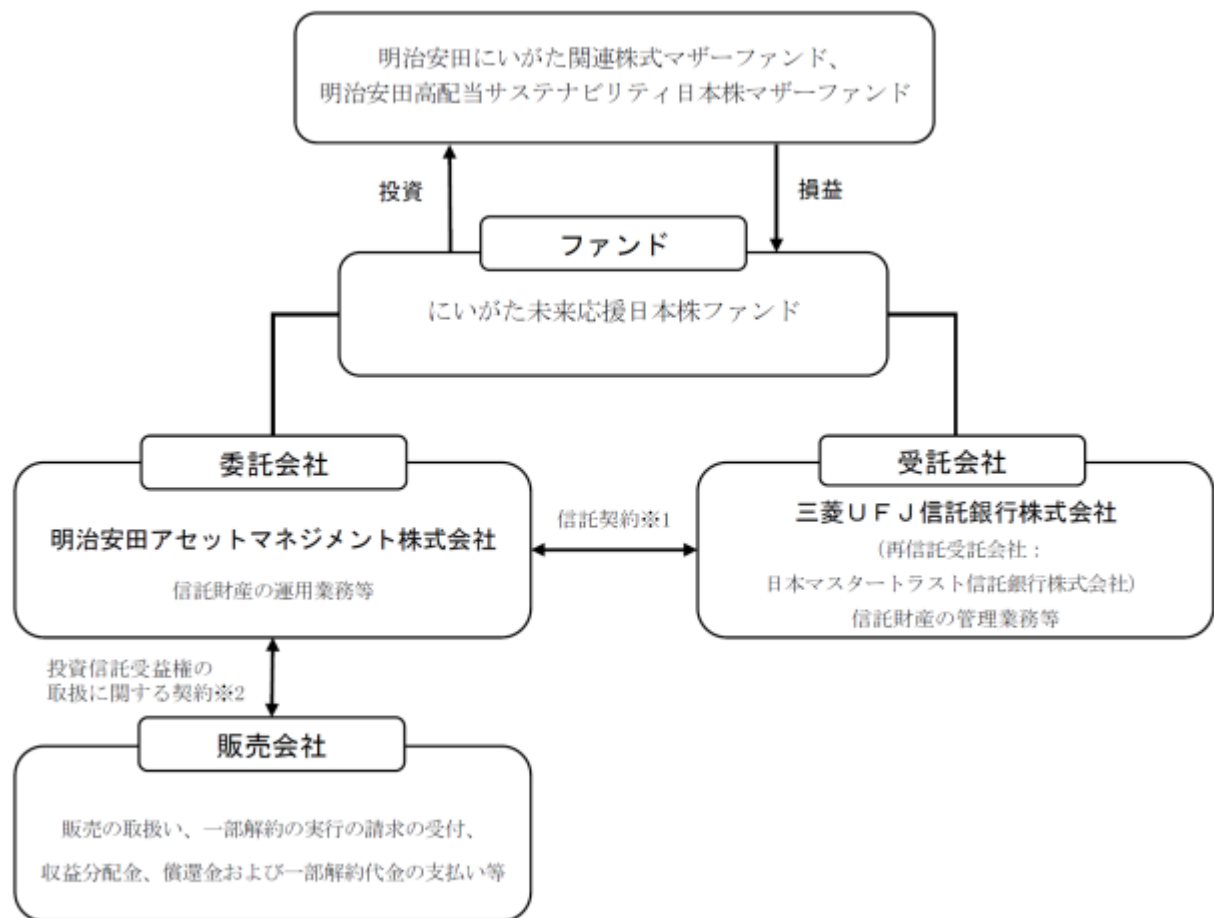 明治安田にいがた関連株式マザーファンド、
明治安田高配当サステナビリティ日本株マザーファンド
投資
損益
ファンド
にいがた未来応援日本株ファンド
委託会社
明治安田アセットマネジメント株式会社
信託財産の運用業務等
信託契約※1
受託会社
三菱ＵＦＪ信託銀行株式会社
（再信託受託会社；
日本マスタートラスト信託銀行株式会社）
信託財産の管理業務等
投資信託受益権の
取扱に関する契約※2
販売会社
販売の取扱い、一部解約の実行の請求の受付、
収益分配金、償還金および一部解約代金の支払い等